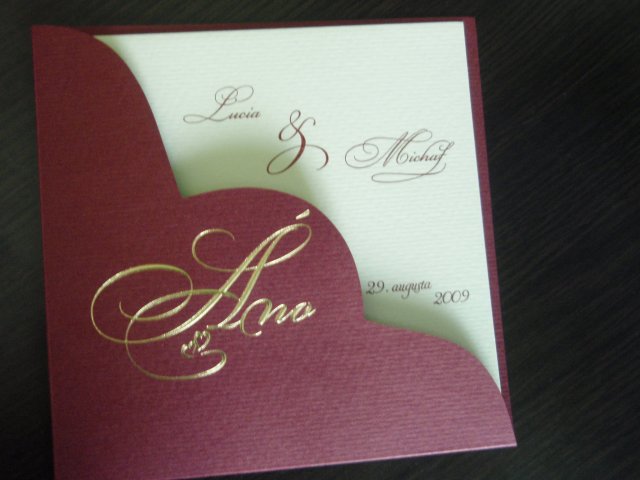 Lucia
&
Michal
29. augusta
2009
Áno